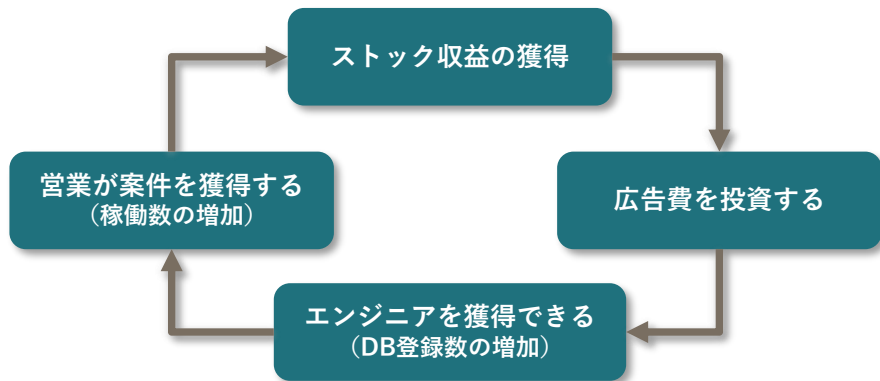 ストック収益の獲得
広告費を投資する
エンジニアを獲得できる
（DB登録数の増加）
営業が案件を獲得する
（稼働数の増加）